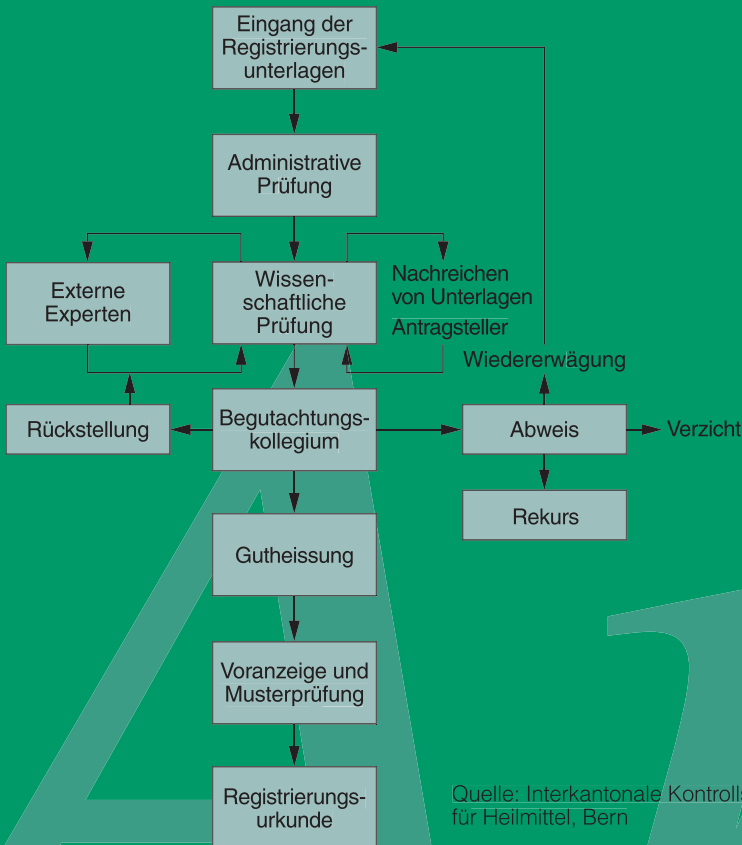 Eingang der
Registrierungs-
unterlagen
Administrative
Prüfung
Externe
Experten
Wissen-
schaftliche
Prüfung
Nachreichen
von Unterlagen
Antragsteller
Wiedererwägung
Rückstellung
Begutachtungs-
kollegium
Abweis
Verzicht
Rekurs
Gutheissung
Voranzeige und
Musterprüfung
Registrierungs-
urkunde
Quelle: Interkantonale Kontrolls
für Heilmittel, Bern